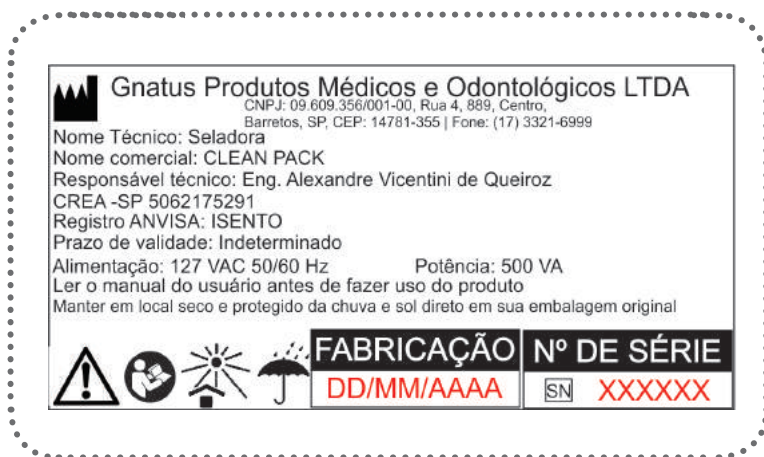 Gnatus Produtos Médicos e Odontológicos LTDA
CNPJ: 09.609.356/001-00, Rua 4, 889, Centro,
Barretos, SP, CEP: 14781-355 | Fone: (17) 3321-6999
Nome Técnico: Seladora
Nome comercial: CLEAN PACK
Responsável técnico: Eng. Alexandre Vicentini de Queiroz
CREA -SP 5062175291
Registro ANVISA: ISENTO
Prazo de validade: Indeterminado
Alimentação: 127 VAC 50/60 Hz Potência: 500 VA
Ler o manual do usuário antes de fazer uso do produto
Manter em local seco e protegido da chuva e sol direto em sua embalagem original
FABRICAÇÃO Nº DE SÉRIE
DD/MM/AAAA SN XXXXXX